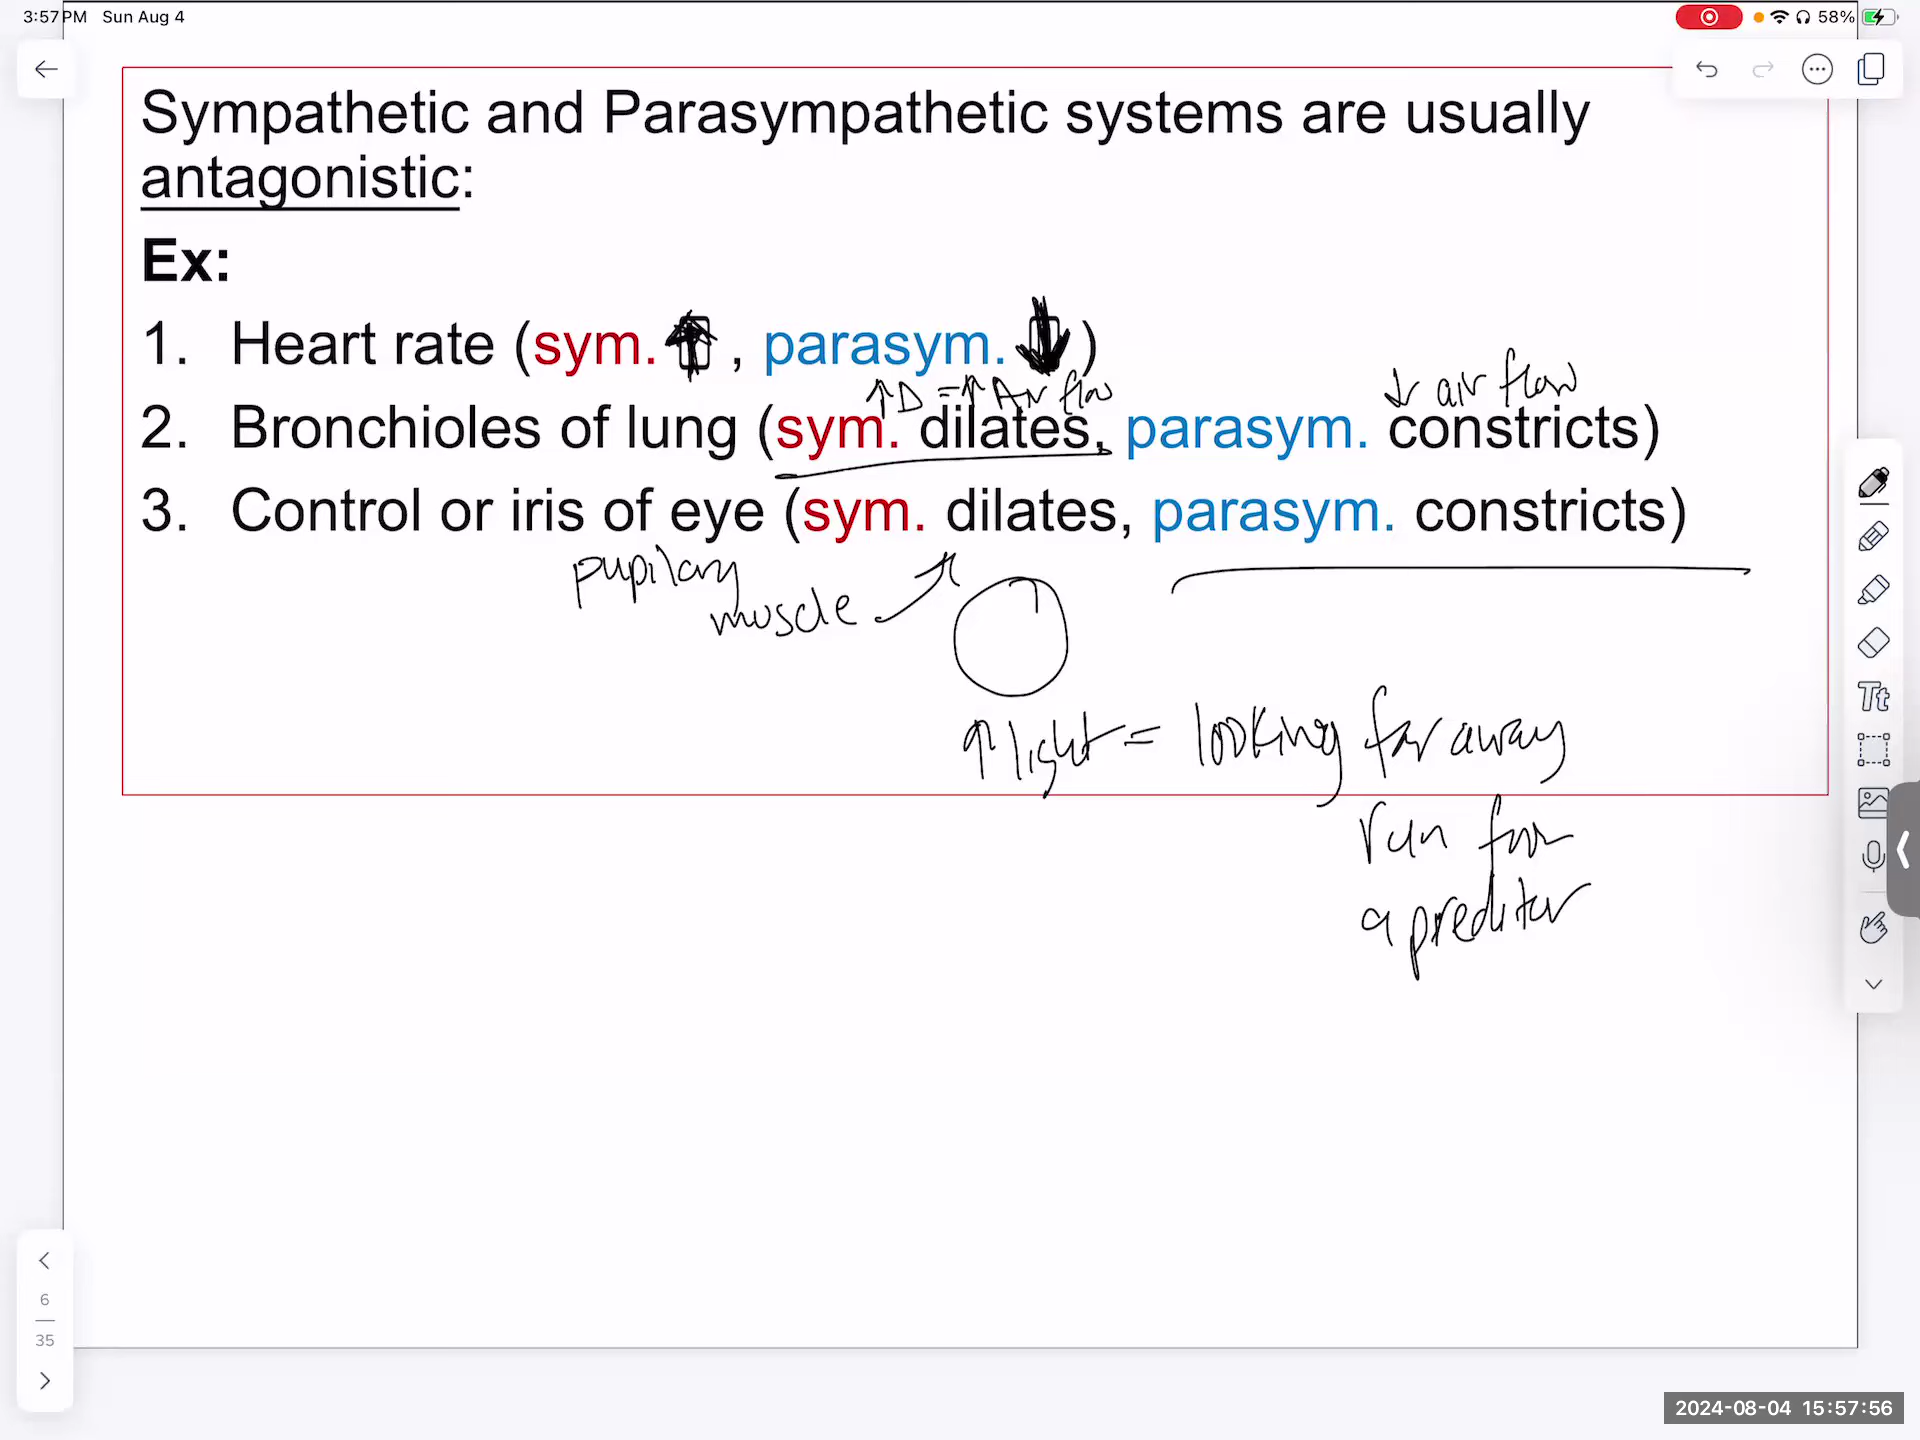 3:57 PM Sun Aug 4
58%
Sympathetic and Parasympathetic systems are usually
antagonistic:
Ex:
1. Heart rate (sym. ↑, parasym. ↓)
↑D = ↑ Air flow
↓ air flow
2. Bronchioles of lung (sym. dilates, parasym. constricts)
3. Control or iris of eye (sym. dilates, parasym. constricts)
pupilary
muscle
↑ light = looking far away
run from
a preditor
Tt
6
35
2024-08-04 15:57:56